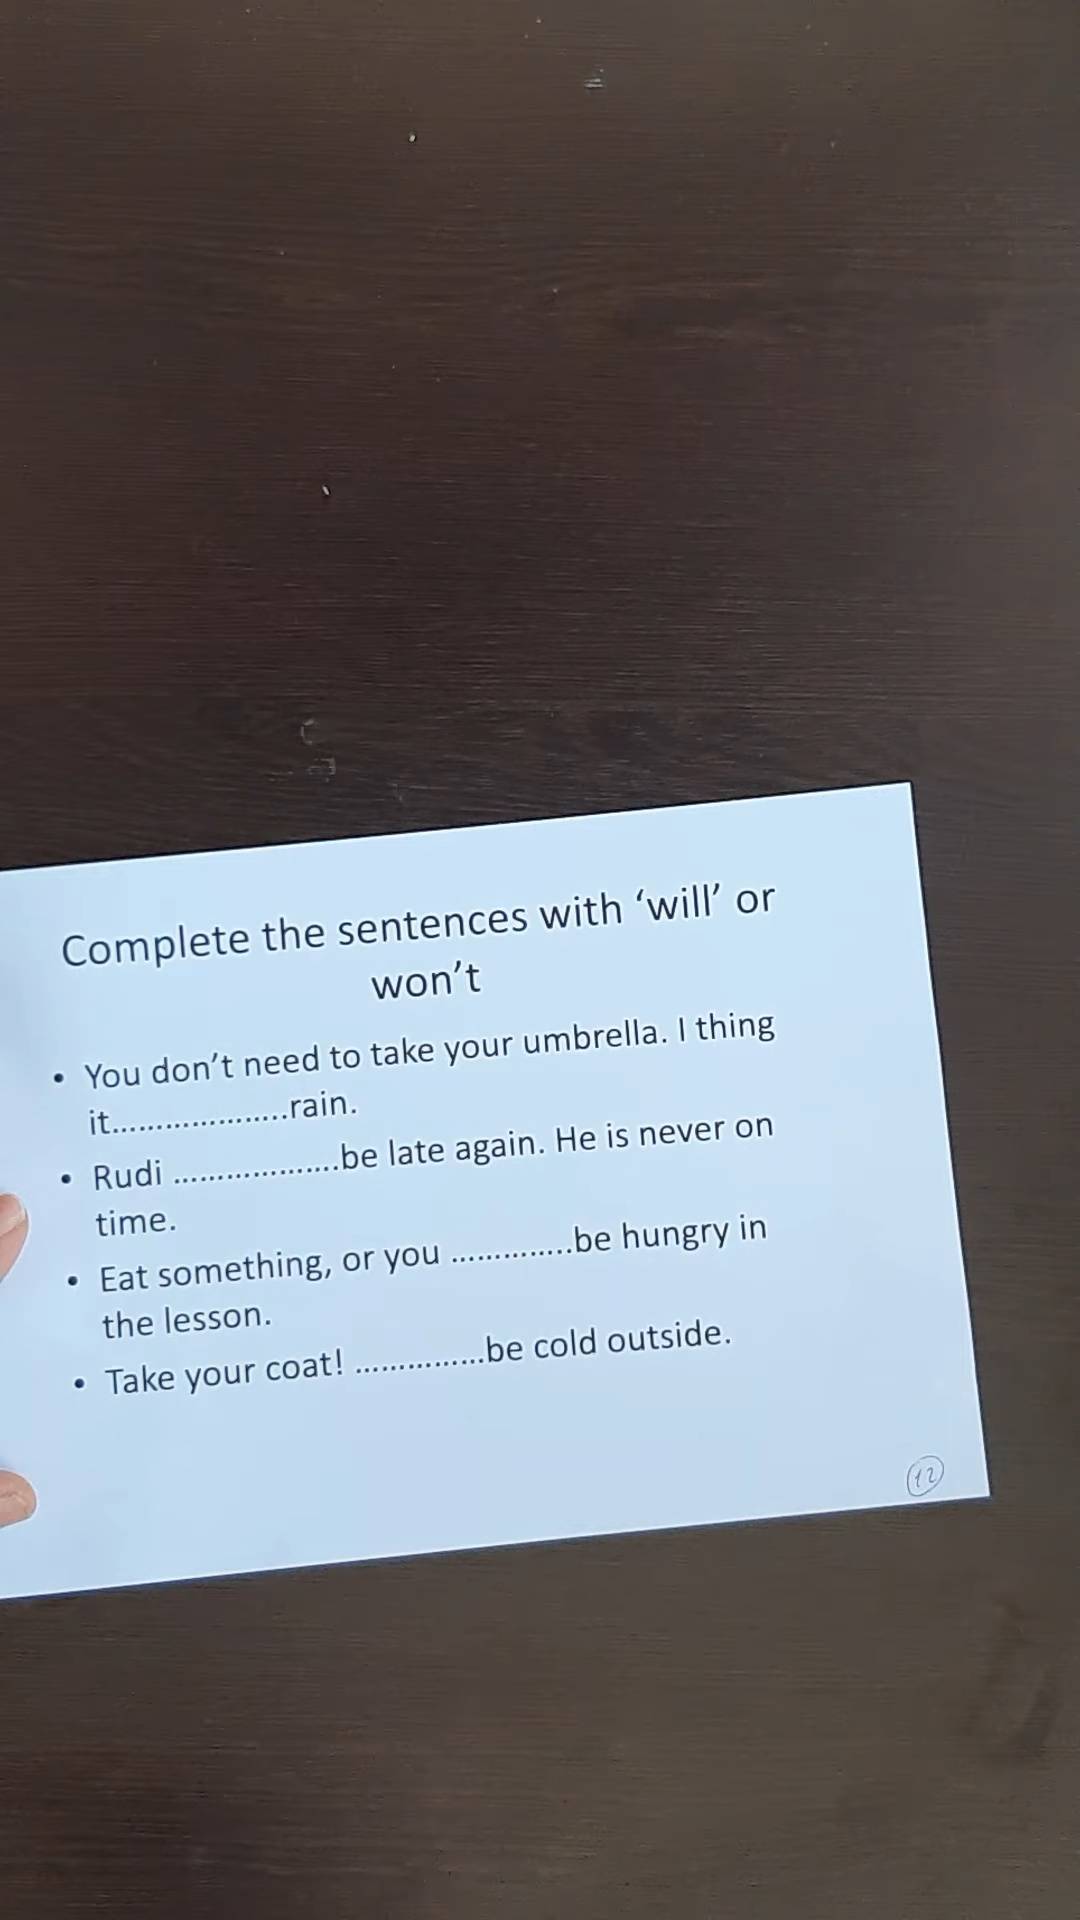 Complete the sentences with ‘will’ or
won’t
• You don’t need to take your umbrella. I thing
it....................rain.
• Rudi ...................be late again. He is never on
time.
• Eat something, or you ..............be hungry in
the lesson.
• Take your coat! ...............be cold outside.
12